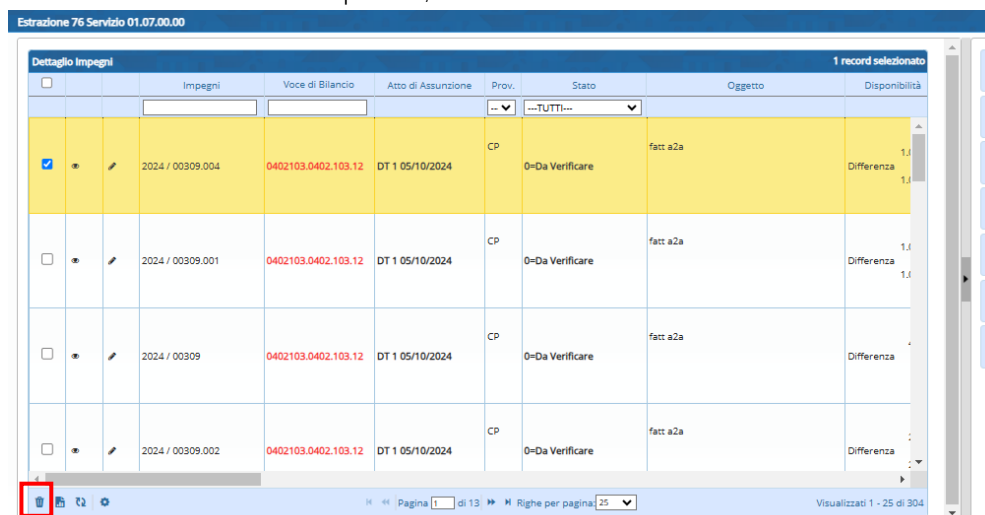 Estrazione 76 Servizio 01.07.00.00
Dettaglio Impegni 1 record selezionato
Impegni Voce di Bilancio Atto di Assunzione Prov. Stato Oggetto Disponibilità
-- ---TUTTI---
2024 / 00309.004 0402103.0402.103.12 DT 1 05/10/2024 CP 0=Da Verificare fatt a2a Differenza
2024 / 00309.001 0402103.0402.103.12 DT 1 05/10/2024 CP 0=Da Verificare fatt a2a Differenza
2024 / 00309 0402103.0402.103.12 DT 1 05/10/2024 CP 0=Da Verificare fatt a2a Differenza
2024 / 00309.002 0402103.0402.103.12 DT 1 05/10/2024 CP 0=Da Verificare fatt a2a Differenza
Pagina 1 di 13 Righe per pagina: 25 Visualizzati 1 - 25 di 304